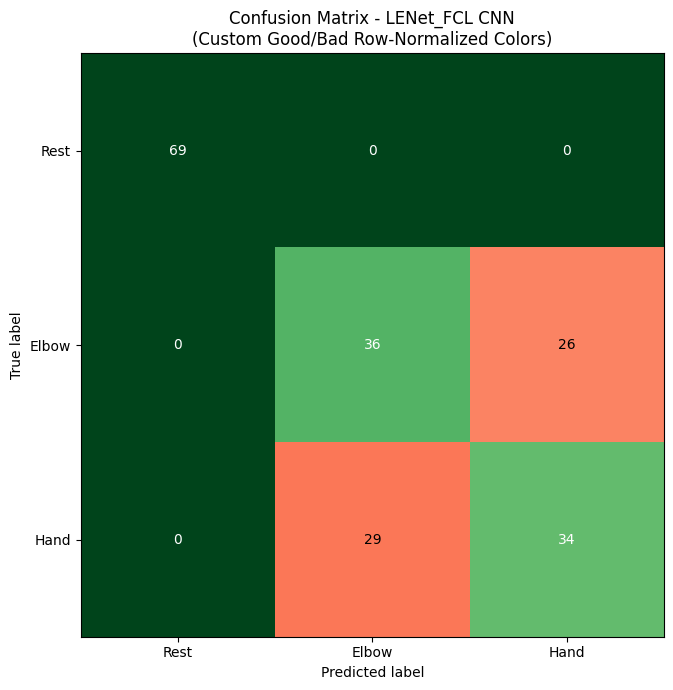 Confusion Matrix - LENet_FCL CNN
(Custom Good/Bad Row-Normalized Colors)
Rest 69 0 0
Elbow 0 36 26
Hand 0 29 34
True label
Rest Elbow Hand
Predicted label